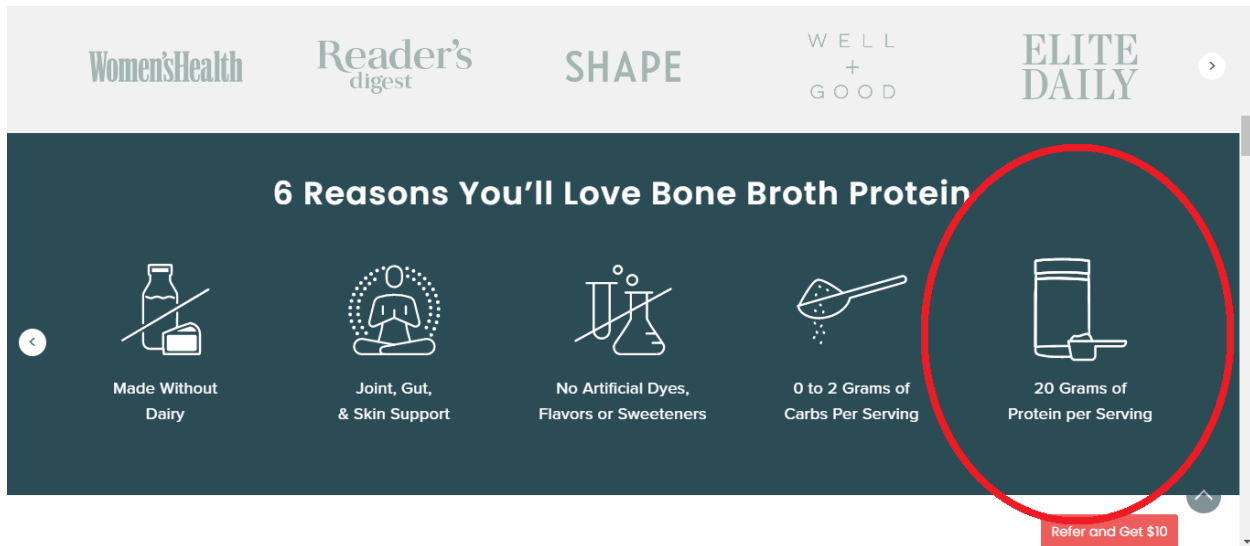 Women'sHealth
Reader's
digest
SHAPE
WELL
+
GOOD
ELITE
DAILY
6 Reasons You'll Love Bone Broth Protein
Made Without
Dairy
Joint, Gut,
& Skin Support
No Artificial Dyes,
Flavors or Sweeteners
0 to 2 Grams of
Carbs Per Serving
20 Grams of
Protein per Serving
Refer and Get $10